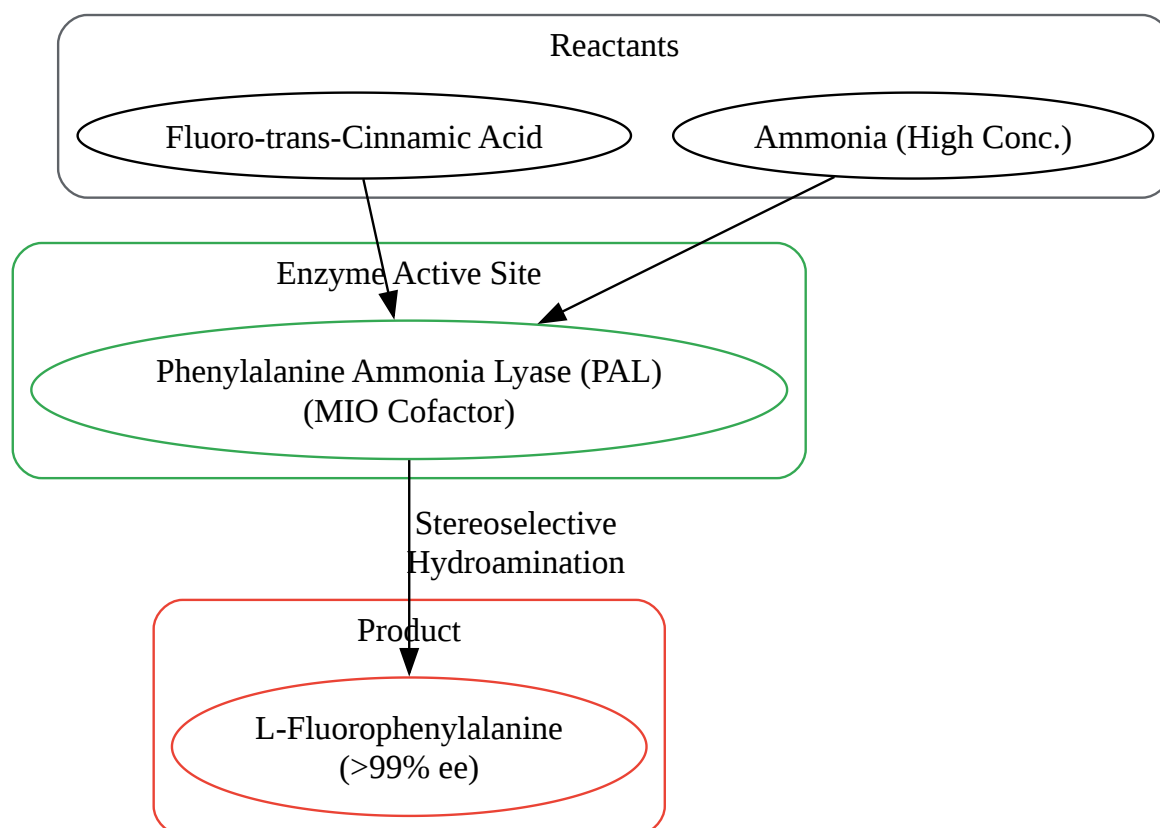 Reactants
Fluoro-trans-Cinnamic Acid
Ammonia (High Conc.)
Enzyme Active Site
Phenylalanine Ammonia Lyase (PAL)
(MIO Cofactor)
Stereoselective
Hydroamination
Product
L-Fluorophenylalanine
(>99% ee)